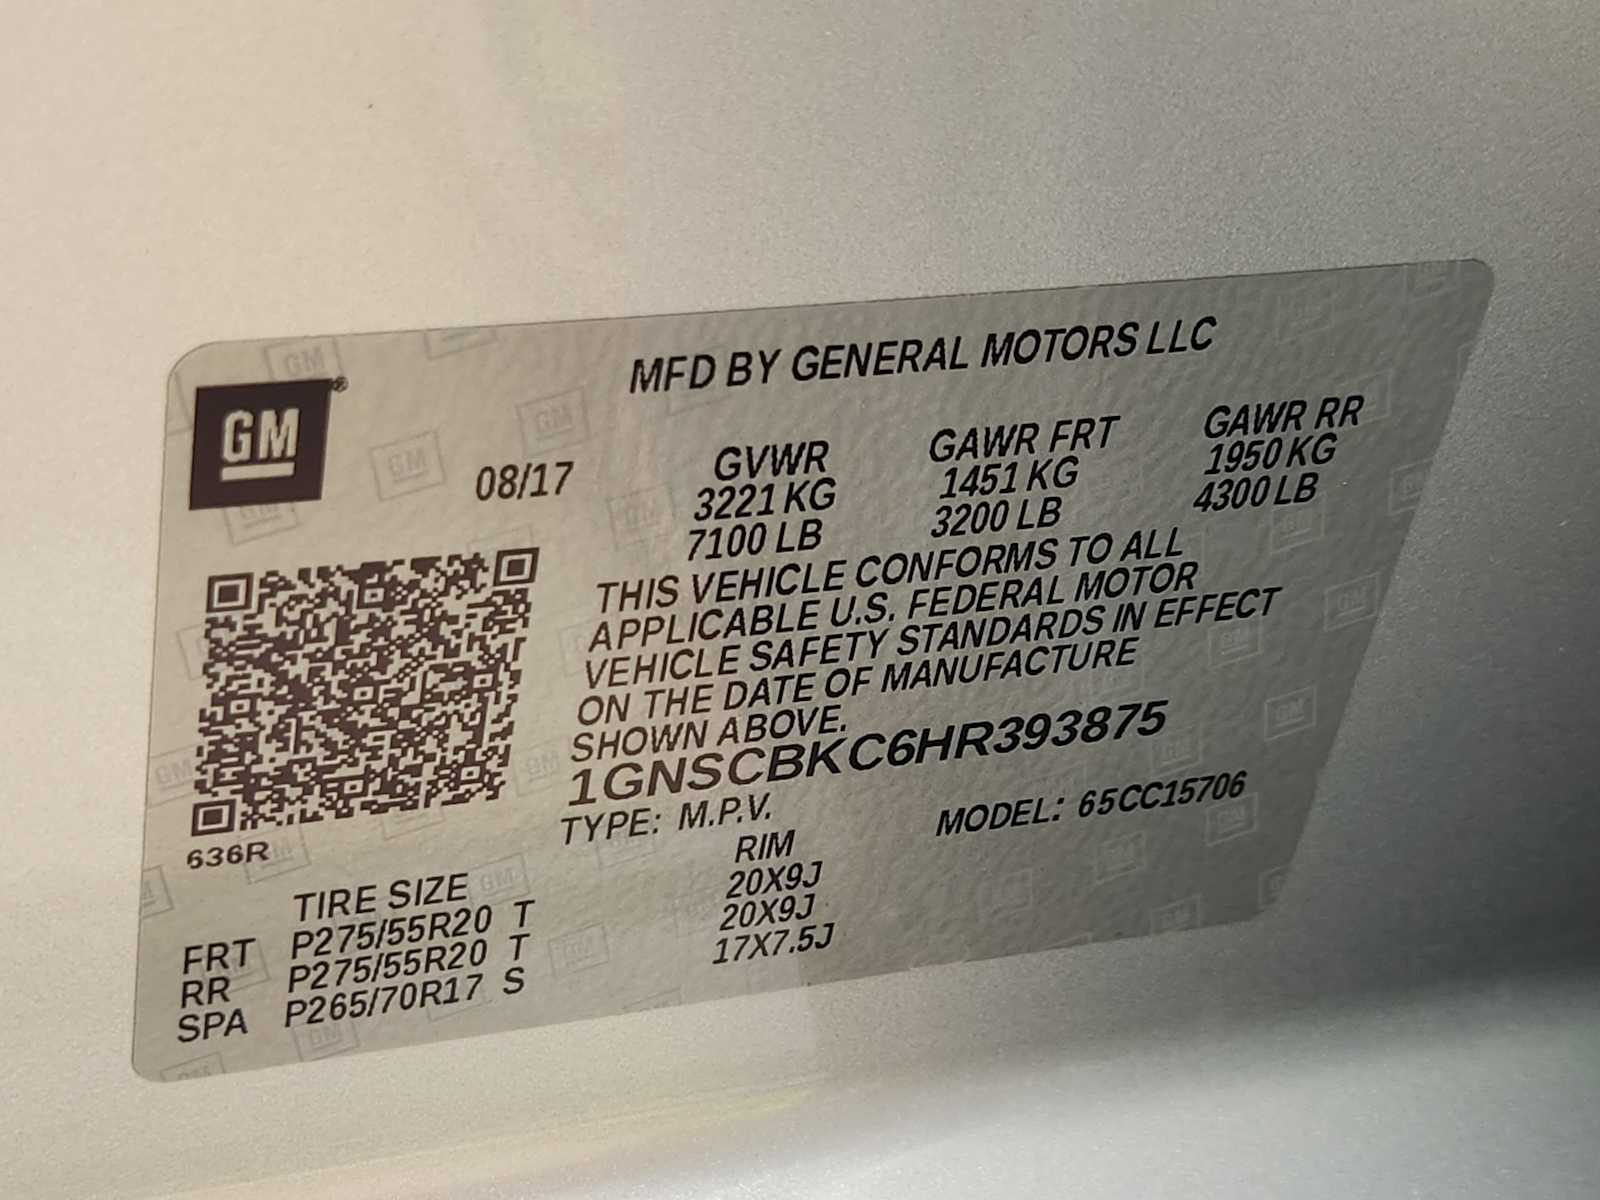 MFD BY GENERAL MOTORS LLC
GM®
08/17
GVWR GAWR FRT GAWR RR
3221 KG 1451 KG 1950 KG
7100 LB 3200 LB 4300 LB
THIS VEHICLE CONFORMS TO ALL
APPLICABLE U.S. FEDERAL MOTOR
VEHICLE SAFETY STANDARDS IN EFFECT
ON THE DATE OF MANUFACTURE
SHOWN ABOVE.
1GNSCBKC6HR393875
TYPE: M.P.V. MODEL: 65CC15706
636R
TIRE SIZE RIM
FRT P275/55R20 T 20X9J
RR P275/55R20 T 20X9J
SPA P265/70R17 S 17X7.5J